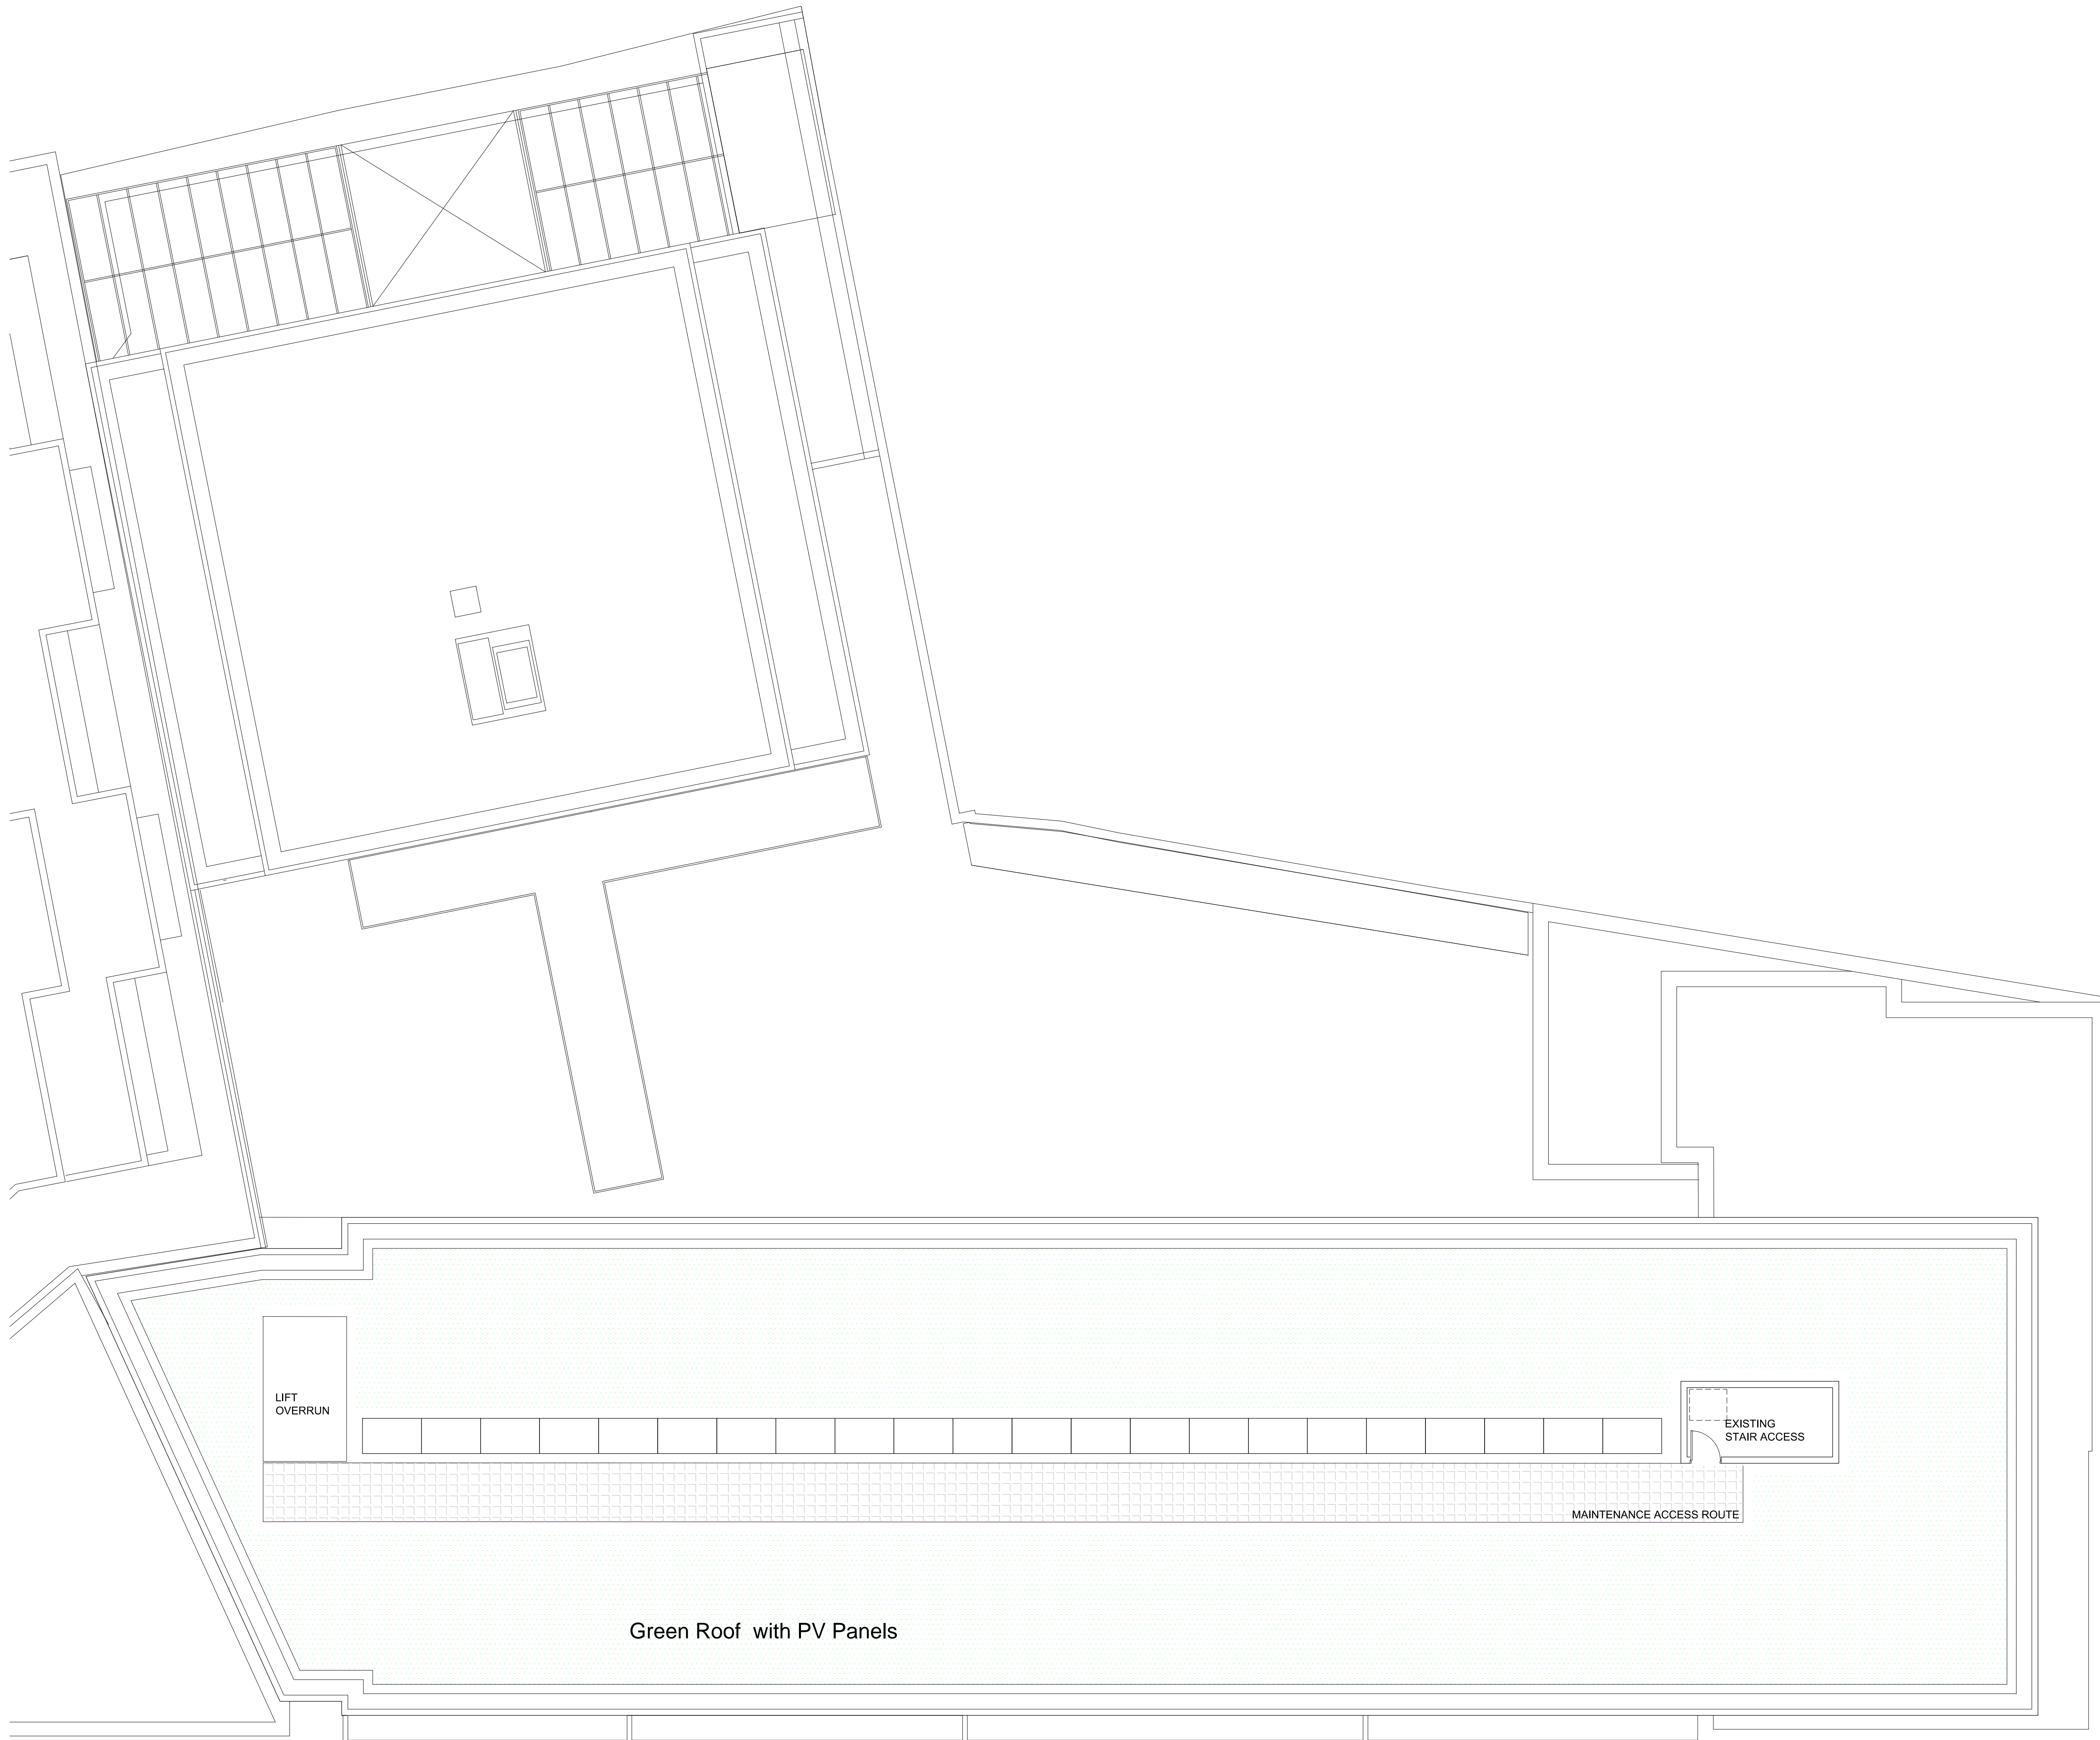 LIFT
OVERRUN
EXISTING
STAIR ACCESS
MAINTENANCE ACCESS ROUTE
Green Roof with PV Panels